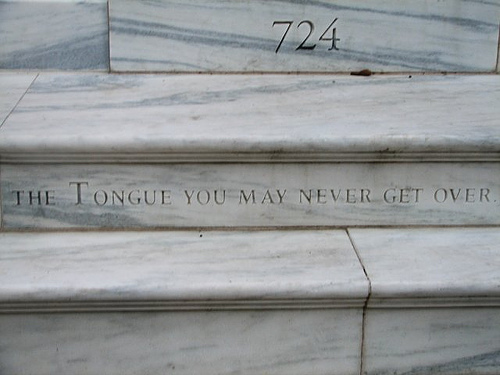 724
THE TONGUE YOU MAY NEVER GET OVER.